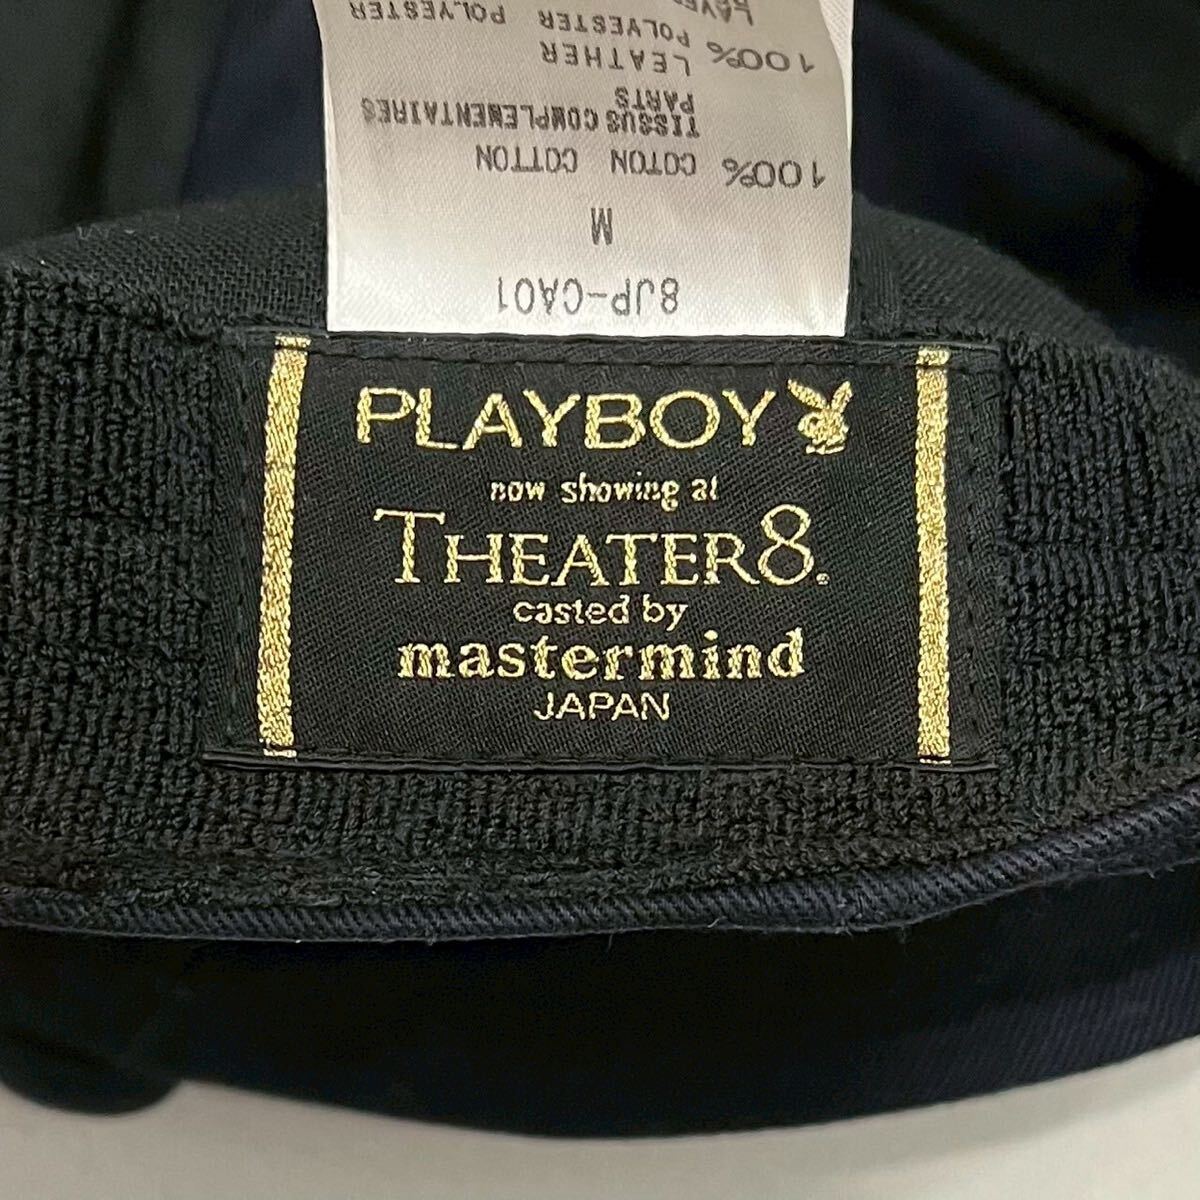 8JP-CA01
M
100% COTON COTTON
TISSUS COMPLEMENTAIRES
PARTS
100% LEATHER
POLYESTER POLYESTER
PLAYBOY
now showing at
THEATER8.
casted by
mastermind
JAPAN